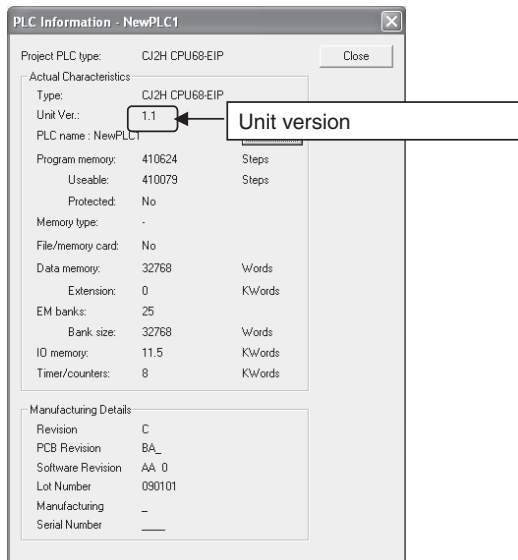 PLC Information - NewPLC1
Project PLC type: CJ2H CPU68-EIP Close
Actual Characteristics
Type: CJ2H CPU68-EIP
Unit Ver.: 1.1
Unit version
PLC name : NewPLC1
Program memory: 410624 Steps
Useable: 410079 Steps
Protected: No
Memory type: -
File/memory card: No
Data memory: 32768 Words
Extension: 0 KWords
EM banks: 25
Bank size: 32768 Words
IO memory: 11.5 KWords
Timer/counters: 8 KWords
Manufacturing Details
Revision C
PCB Revision BA_
Software Revision AA 0
Lot Number 090101
Manufacturing _
Serial Number ____